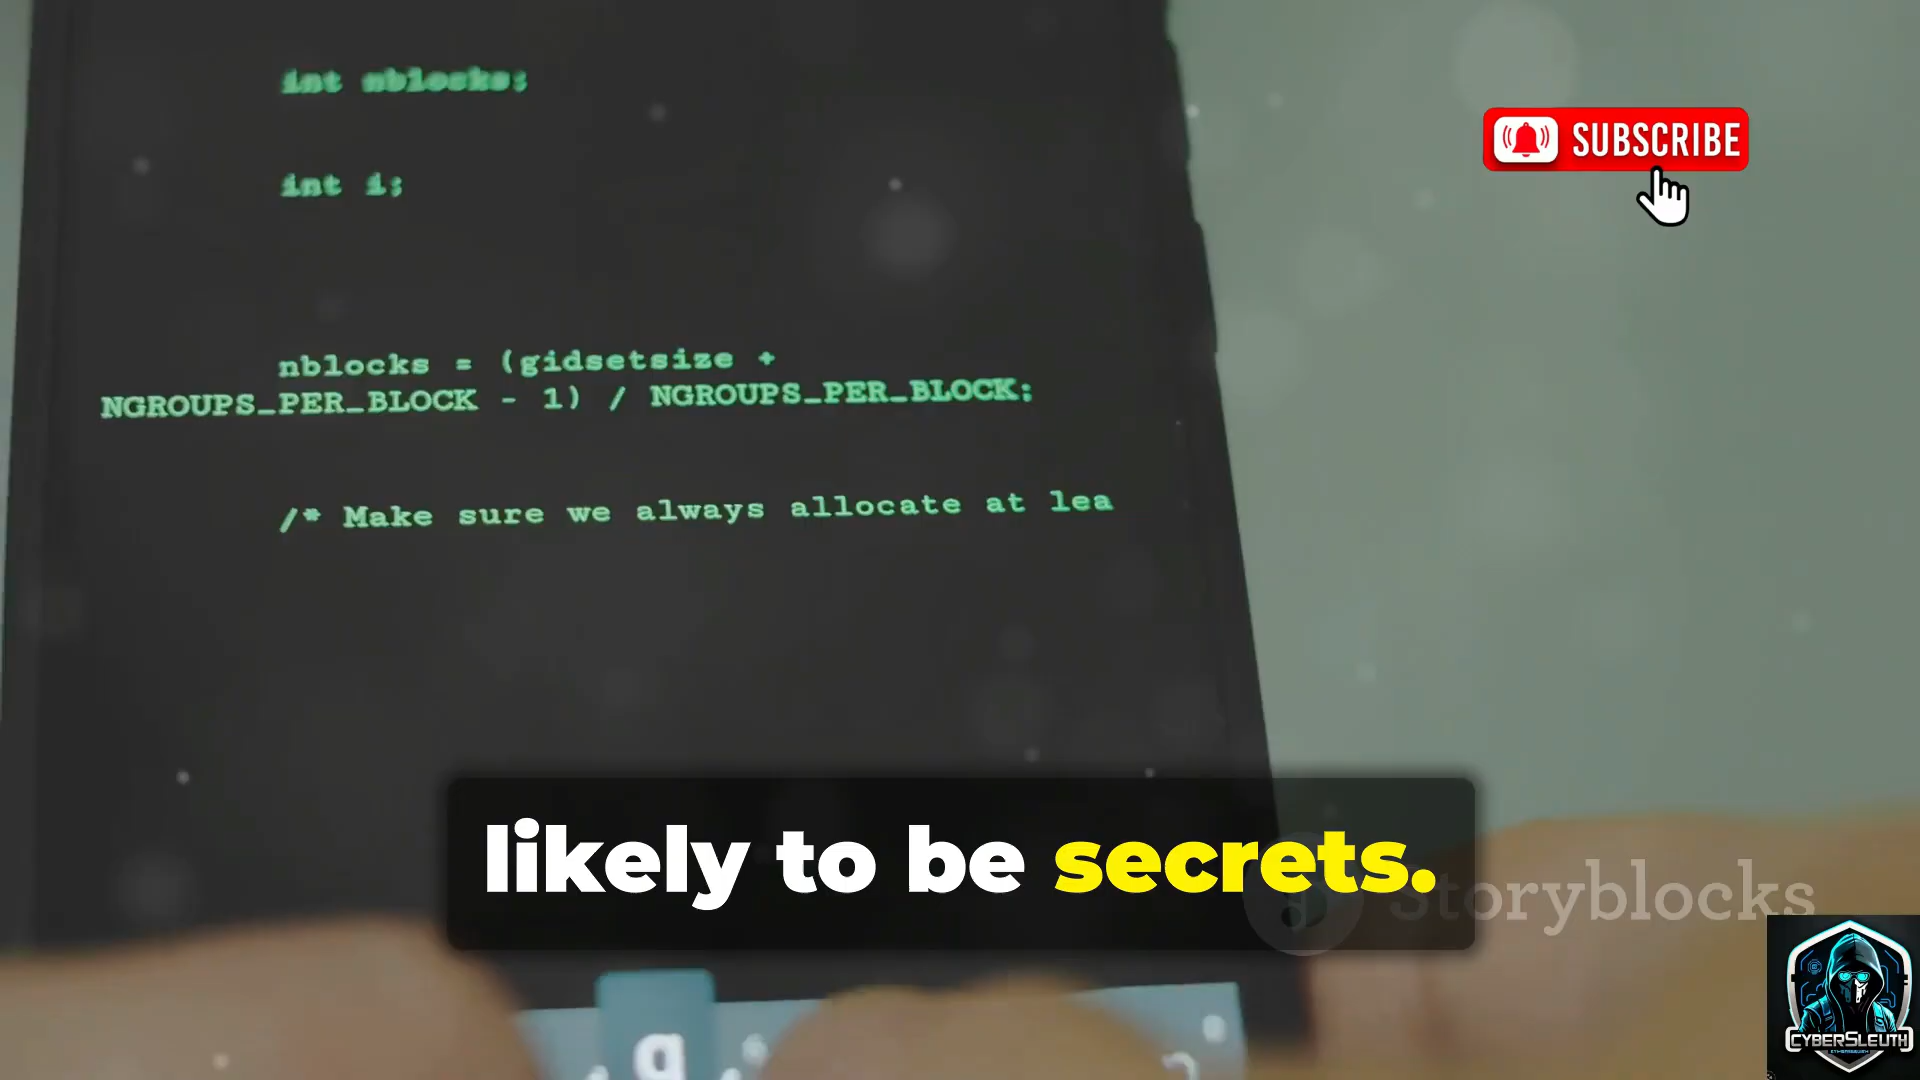 int nblocks;
SUBSCRIBE
int i;
nblocks = (gidsetsize +
NGROUPS_PER_BLOCK - 1) / NGROUPS_PER_BLOCK;
/* Make sure we always allocate at lea
likely to be secrets.
Storyblocks
CYBERSLEUTH